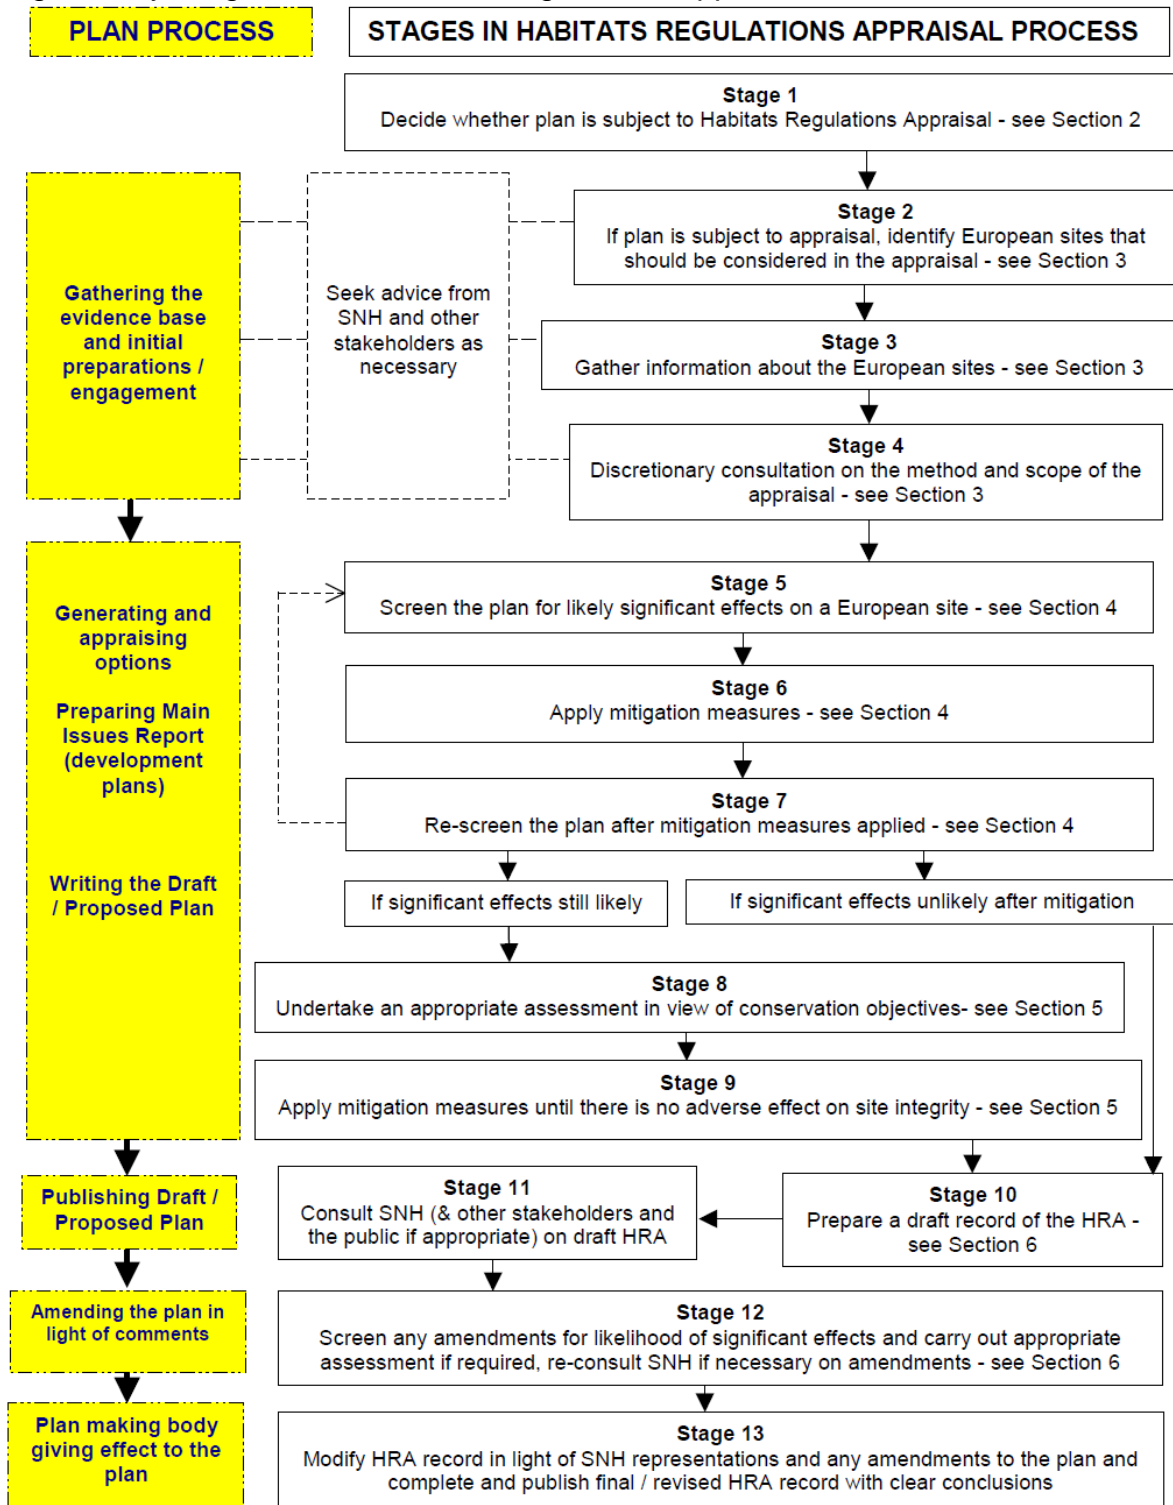 PLAN PROCESS
STAGES IN HABITATS REGULATIONS APPRAISAL PROCESS
Stage 1
Decide whether plan is subject to Habitats Regulations Appraisal - see Section 2
Gathering the
evidence base
and initial
preparations /
engagement
Seek advice from
SNH and other
stakeholders as
necessary
Stage 2
If plan is subject to appraisal, identify European sites that
should be considered in the appraisal - see Section 3
Stage 3
Gather information about the European sites - see Section 3
Stage 4
Discretionary consultation on the method and scope of the
appraisal - see Section 3
Generating and
appraising
options
Preparing Main
Issues Report
(development
plans)
Writing the Draft
/ Proposed Plan
Stage 5
Screen the plan for likely significant effects on a European site - see Section 4
Stage 6
Apply mitigation measures - see Section 4
Stage 7
Re-screen the plan after mitigation measures applied - see Section 4
If significant effects still likely
If significant effects unlikely after mitigation
Stage 8
Undertake an appropriate assessment in view of conservation objectives- see Section 5
Stage 9
Apply mitigation measures until there is no adverse effect on site integrity - see Section 5
Publishing Draft /
Proposed Plan
Stage 11
Consult SNH (& other stakeholders and
the public if appropriate) on draft HRA
Stage 10
Prepare a draft record of the HRA -
see Section 6
Amending the plan in
light of comments
Stage 12
Screen any amendments for likelihood of significant effects and carry out appropriate
assessment if required, re-consult SNH if necessary on amendments - see Section 6
Plan making body
giving effect to the
plan
Stage 13
Modify HRA record in light of SNH representations and any amendments to the plan and
complete and publish final / revised HRA record with clear conclusions